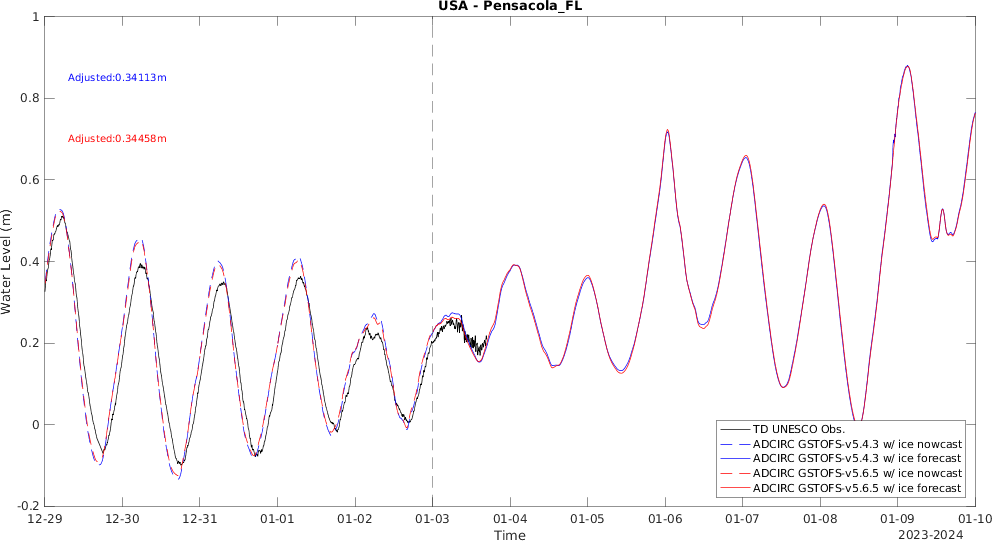 USA - Pensacola_FL
Adjusted:0.34113m
Adjusted:0.34458m
Water Level (m)
1
0.8
0.6
0.4
0.2
0
-0.2
TD UNESCO Obs.
ADCIRC GSTOFS-v5.4.3 w/ ice nowcast
ADCIRC GSTOFS-v5.4.3 w/ ice forecast
ADCIRC GSTOFS-v5.6.5 w/ ice nowcast
ADCIRC GSTOFS-v5.6.5 w/ ice forecast
12-29 12-30 12-31 01-01 01-02 01-03 01-04 01-05 01-06 01-07 01-08 01-09 01-10
Time
2023-2024